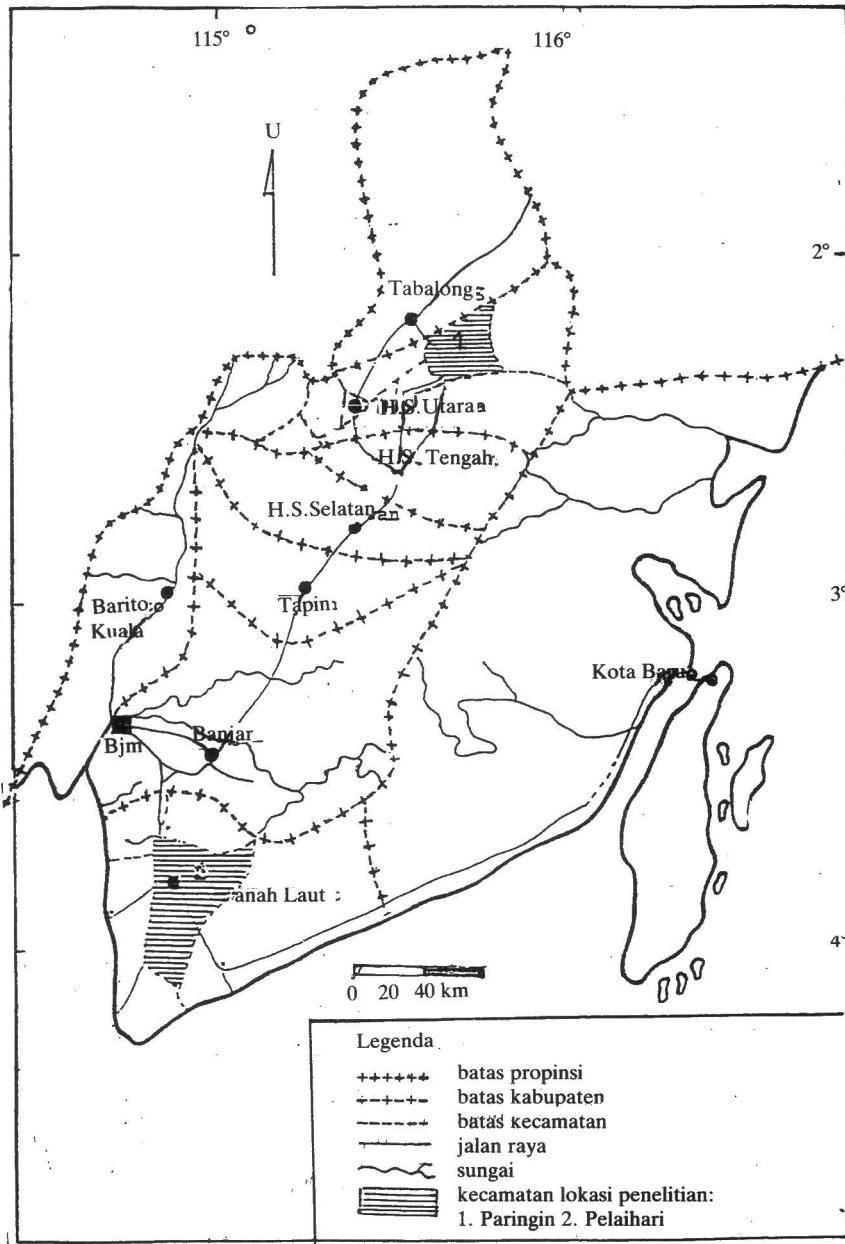 115° °
116°
U
2°
Tabalong
1
H.S.Utara
H.S. Tengah
H.S.Selatan
3°
Barito
Kuala
Tapin
Kota Baru
Banjar
Bjm
2
anah Laut
4°
0 20 40 km
Legenda
batas propinsi
batas kabupaten
batas kecamatan
jalan raya
sungai
kecamatan lokasi penelitian:
1. Paringin 2. Pelaihari